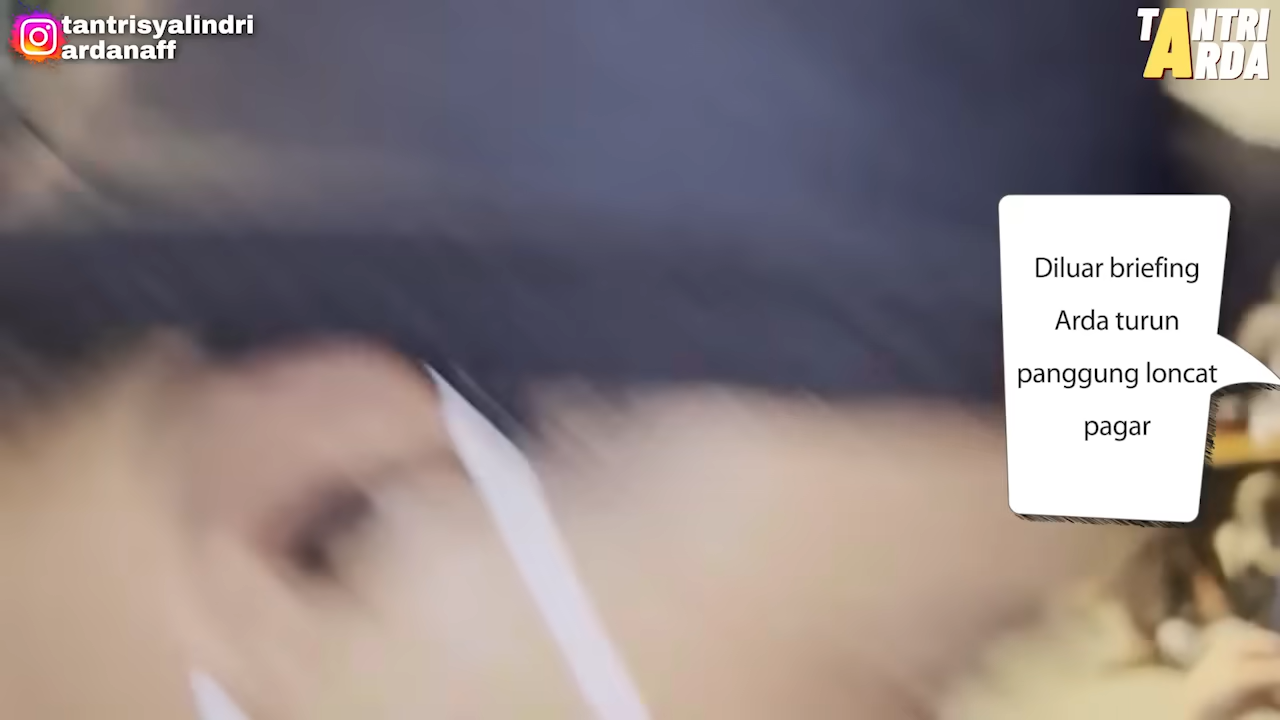 tantrisyalindri
ardanaff
TANTRI
ARDA
Diluar briefing
Arda turun
panggung loncat
pagar